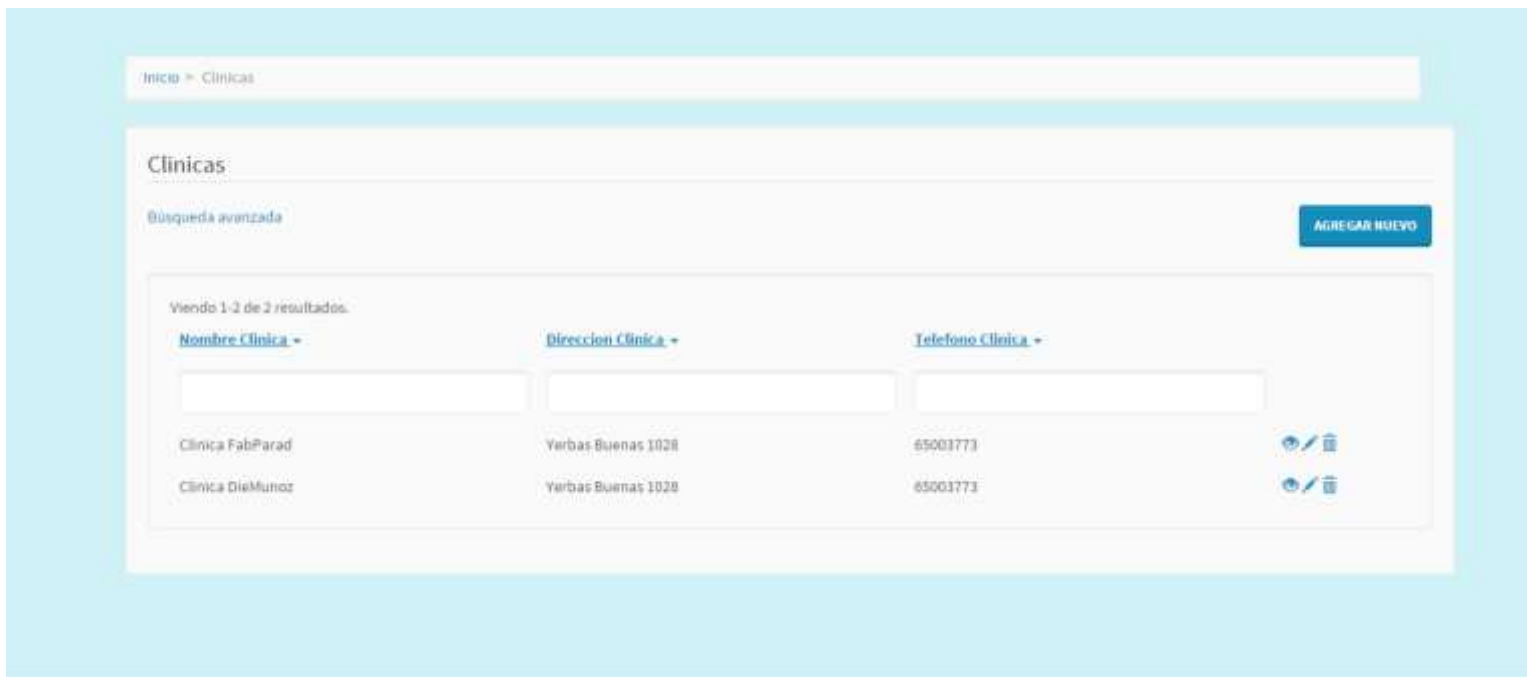 Inicio > Clinicas
Clinicas
Búsqueda avanzada
AGREGAR NUEVO
Viendo 1-2 de 2 resultados.
Nombre Clinica Direccion Clinica Telefono Clinica
Clinica FabParad Yerbas Buenas 1028 65003773
Clinica DieMunoz Yerbas Buenas 1028 65003773